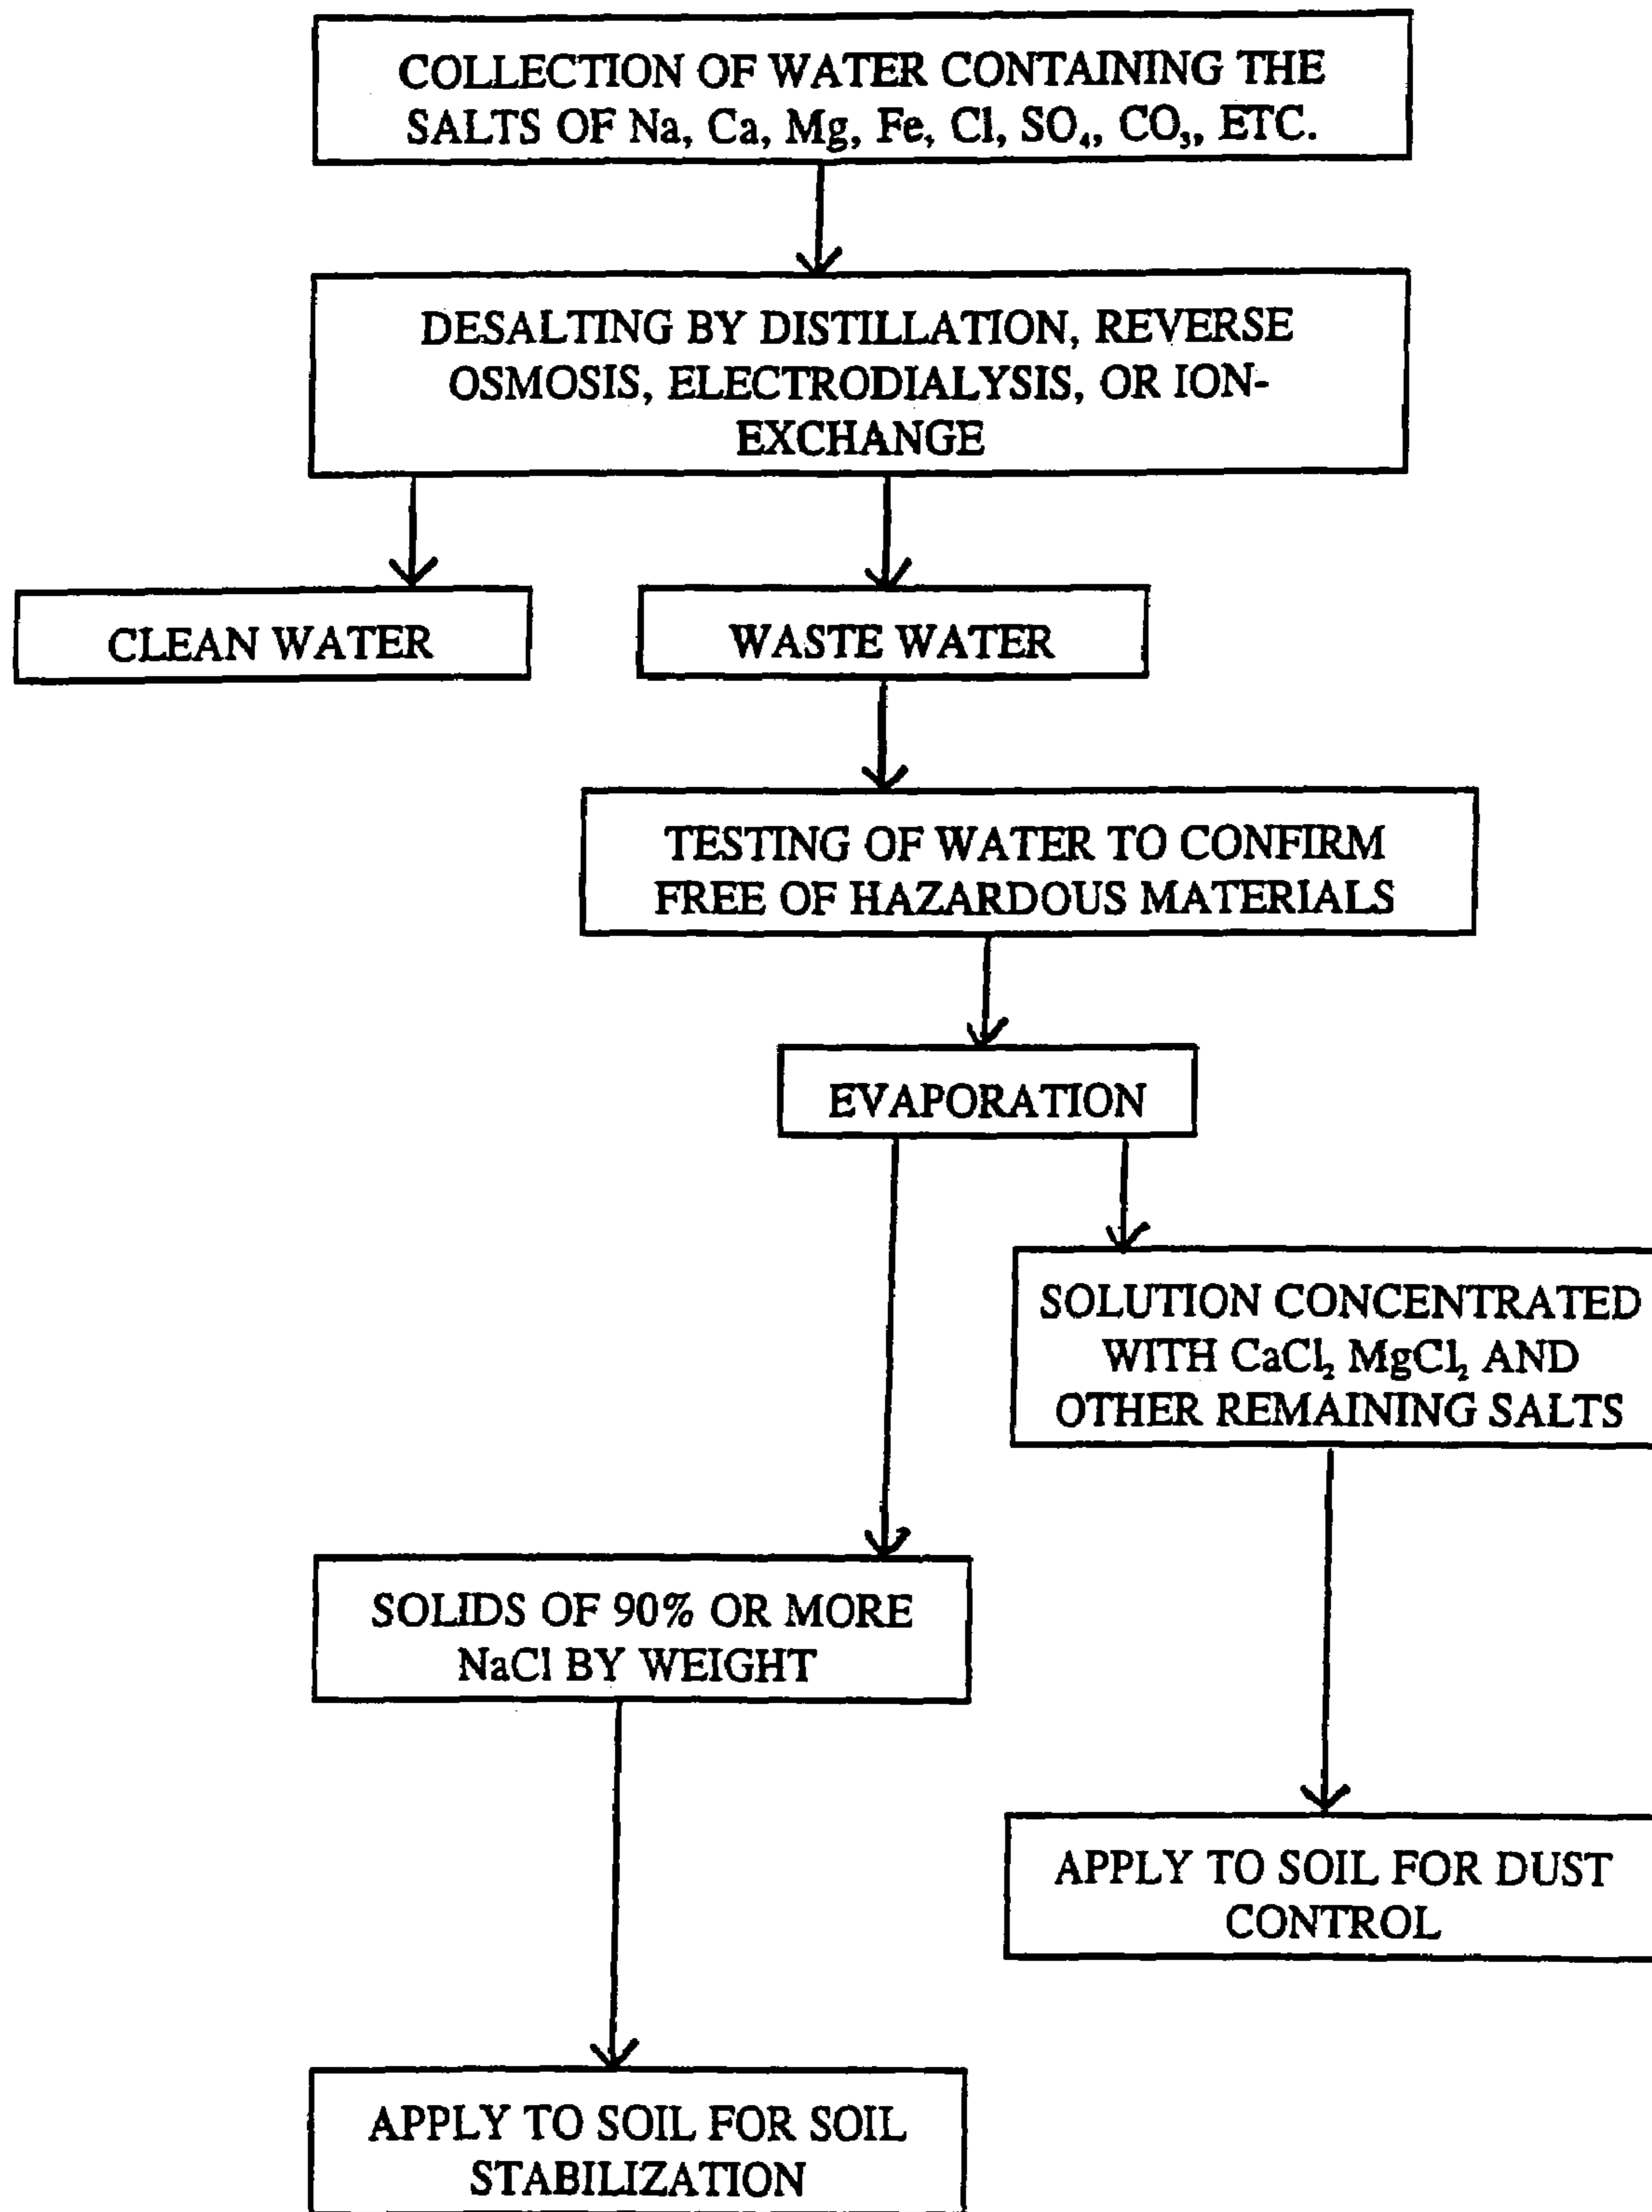 COLLECTION OF WATER CONTAINING THE
SALTS OF Na, Ca, Mg, Fe, Cl, SO₄, CO₃, ETC.
DESALTING BY DISTILLATION, REVERSE
OSMOSIS, ELECTRODIALYSIS, OR ION-
EXCHANGE
CLEAN WATER
WASTE WATER
TESTING OF WATER TO CONFIRM
FREE OF HAZARDOUS MATERIALS
EVAPORATION
SOLUTION CONCENTRATED
WITH CaCl₂ MgCl₂ AND
OTHER REMAINING SALTS
SOLIDS OF 90% OR MORE
NaCl BY WEIGHT
APPLY TO SOIL FOR DUST
CONTROL
APPLY TO SOIL FOR SOIL
STABILIZATION